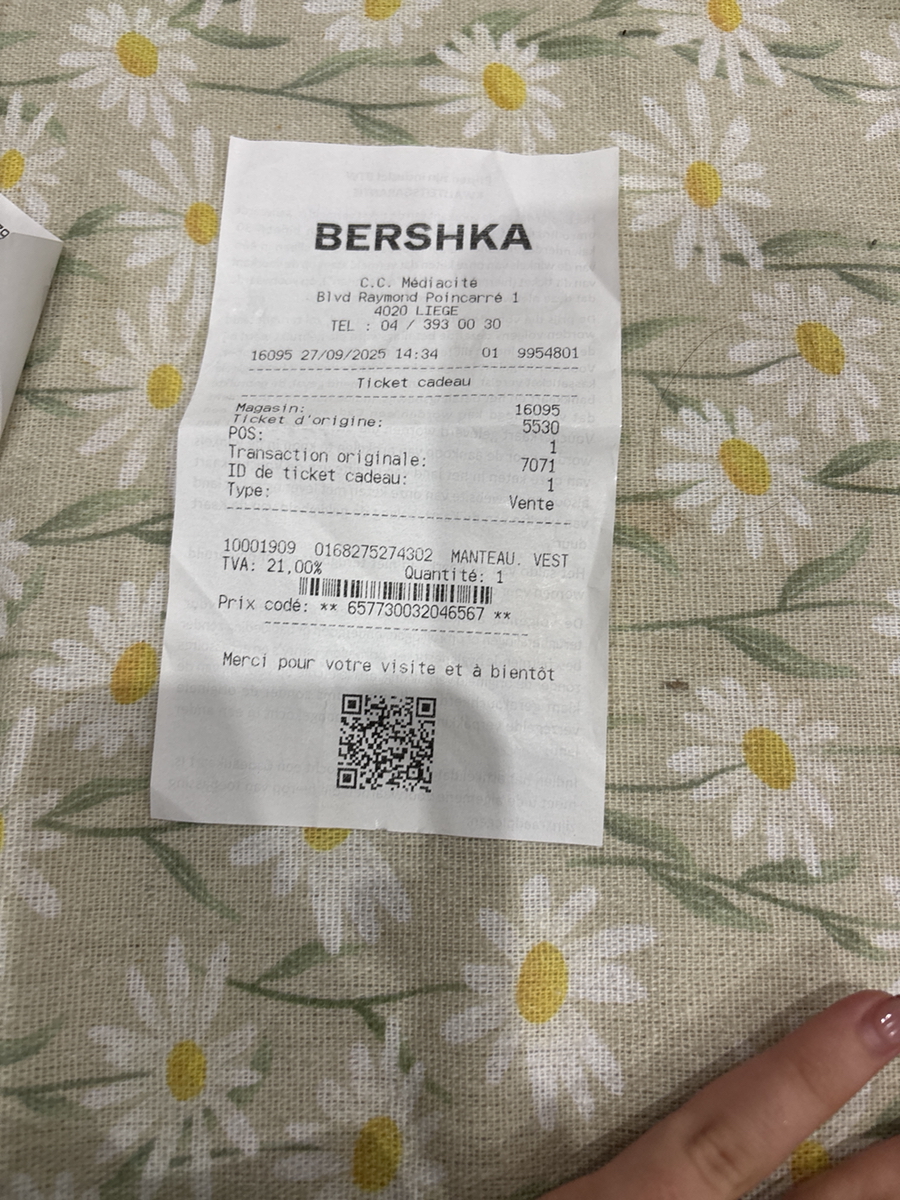 BERSHKA
C.C. Médiacité
Blvd Raymond Poincarré 1
4020 LIEGE
TEL : 04 / 393 00 30
16095 27/09/2025 14:34 01 9954801
Ticket cadeau
Magasin: 16095
Ticket d'origine: 5530
POS: 1
Transaction originale: 7071
ID de ticket cadeau: 1
Type: Vente
10001909 0168275274302 MANTEAU. VEST
TVA: 21,00% Quantité: 1
Prix codé: ** 657730032046567 **
Merci pour votre visite et à bientôt